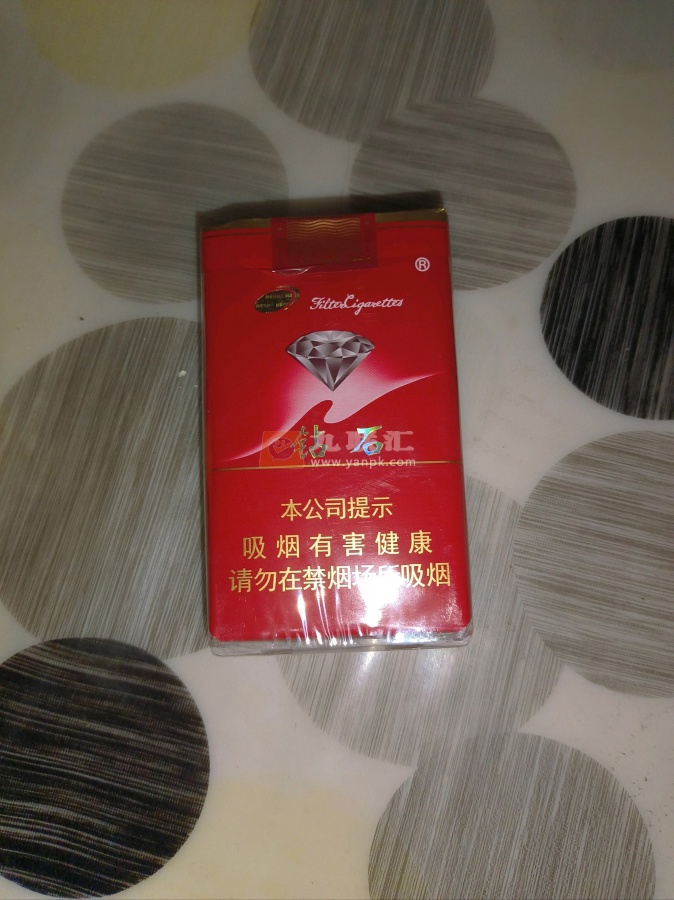 ®
Filter Cigarettes
钻石
www.yanpk.com
本公司提示
吸烟有害健康
请勿在禁烟场所吸烟